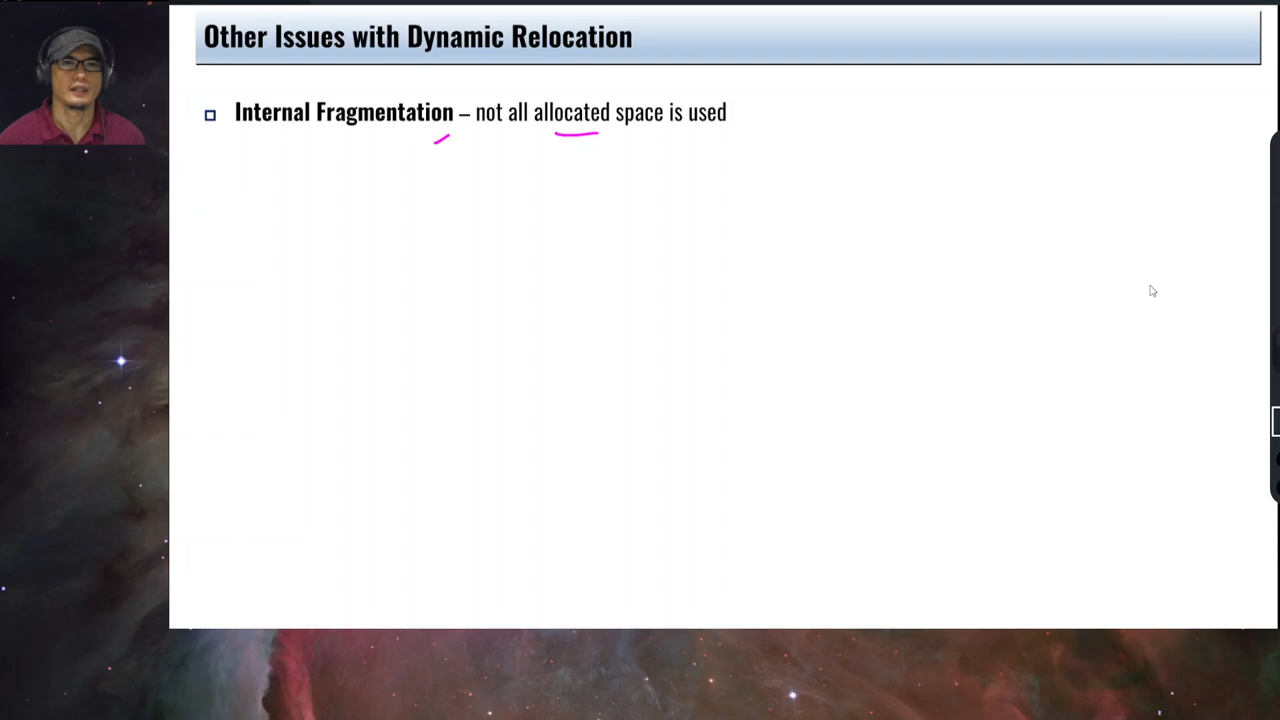 Other Issues with Dynamic Relocation
Internal Fragmentation – not all allocated space is used